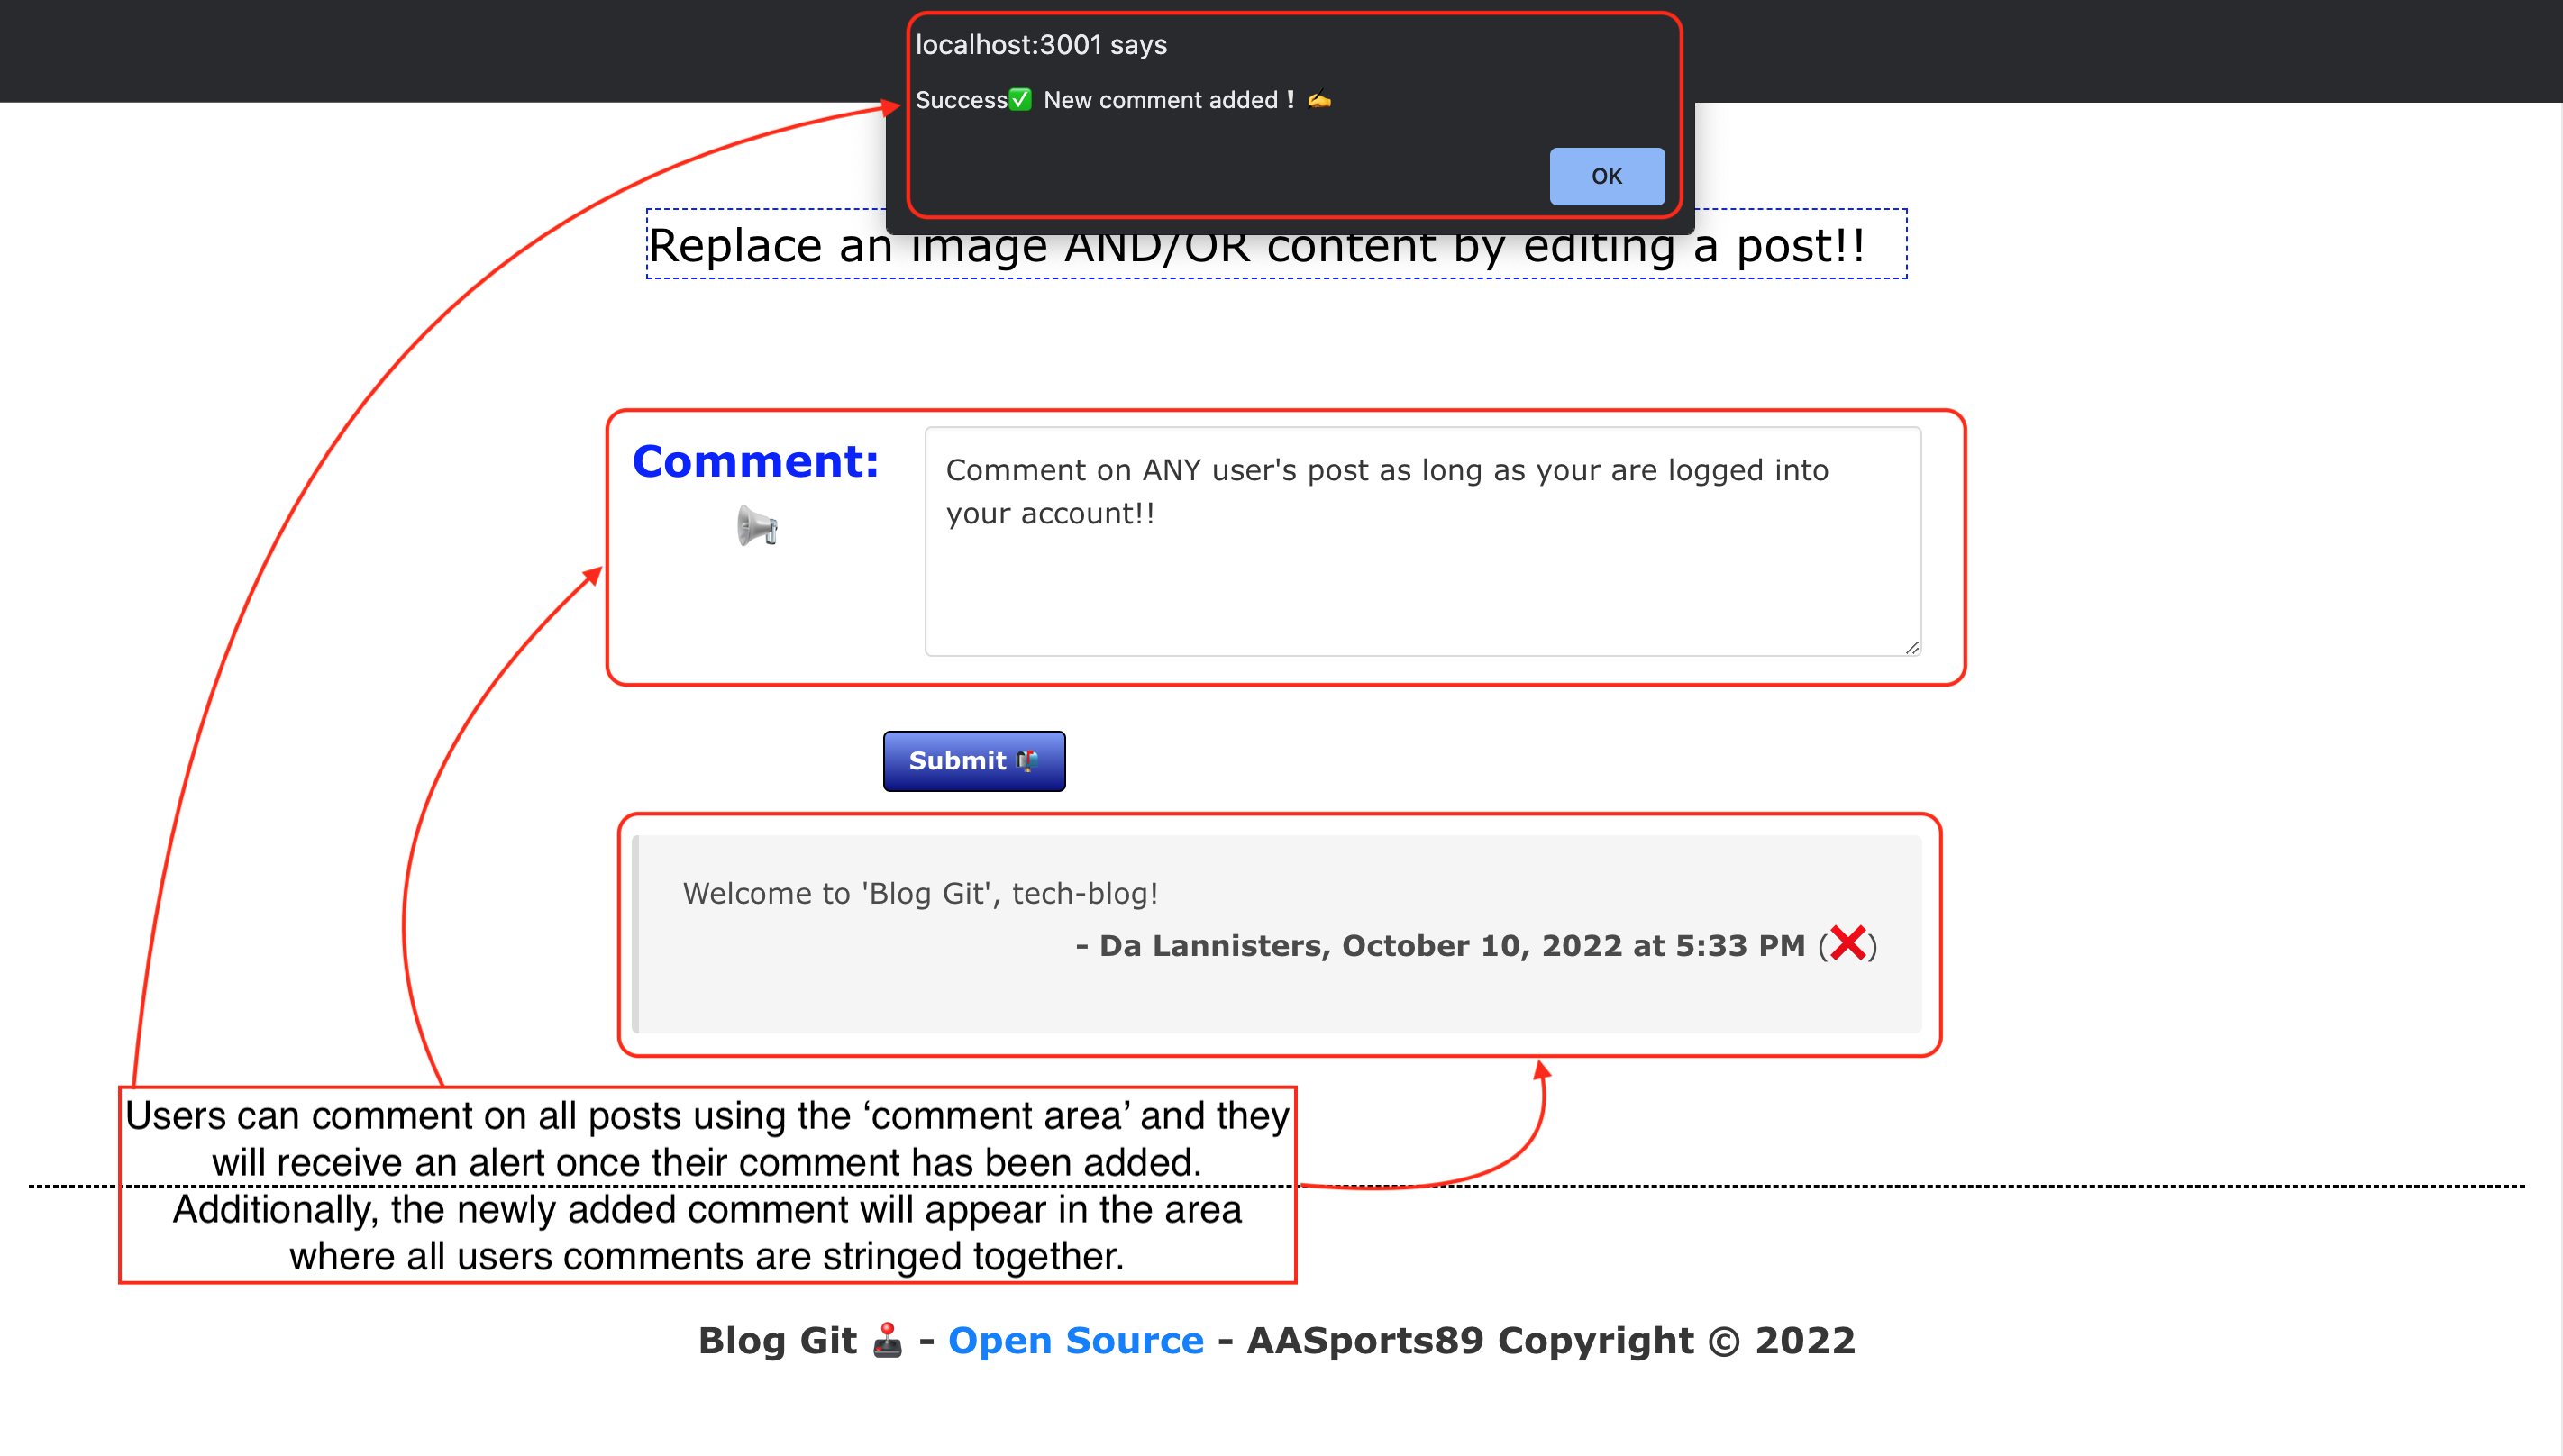 localhost:3001 says
Success✅ New comment added❗✍️
OK
Replace an image AND/OR content by editing a post!!
Comment:
Comment on ANY user's post as long as your are logged into
your account!!
Submit 📬
Welcome to 'Blog Git', tech-blog!
- Da Lannisters, October 10, 2022 at 5:33 PM (❌)
Users can comment on all posts using the ‘comment area’ and they
will receive an alert once their comment has been added.
Additionally, the newly added comment will appear in the area
where all users comments are stringed together.
Blog Git 🕹️ - Open Source - AASports89 Copyright © 2022